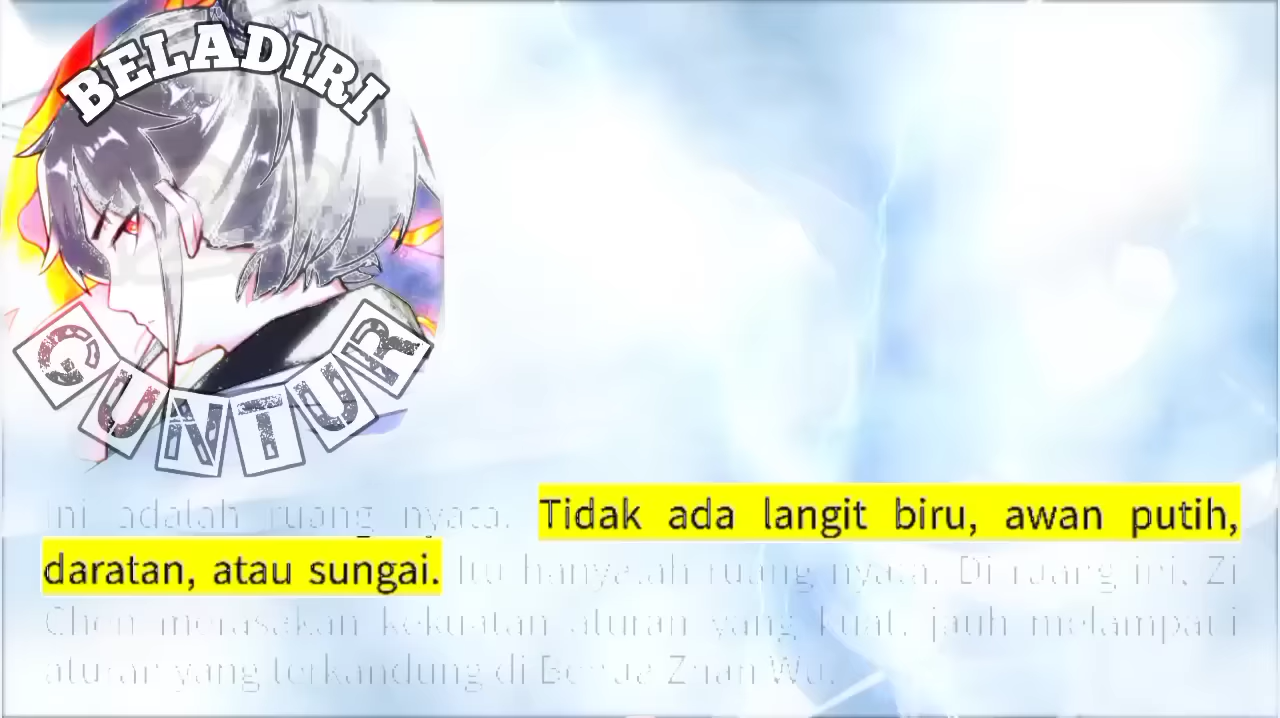 BELADIRI
GUNTUR
Ini adalah ruang nyata. Tidak ada langit biru, awan putih,
daratan, atau sungai. Itu hanyalah ruang nyata. Di ruang ini, Zi
Chen merasakan kekuatan aturan yang kuat, jauh melampaui
aturan yang terkandung di Benua Zhan Wu.